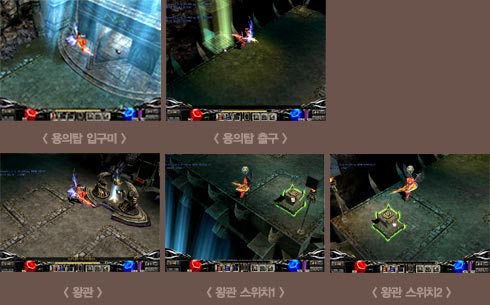 < 용의탑 입구미 >
< 용의탑 출구 >
< 왕관 >
< 왕관 스위치1 >
< 왕관 스위치2 >